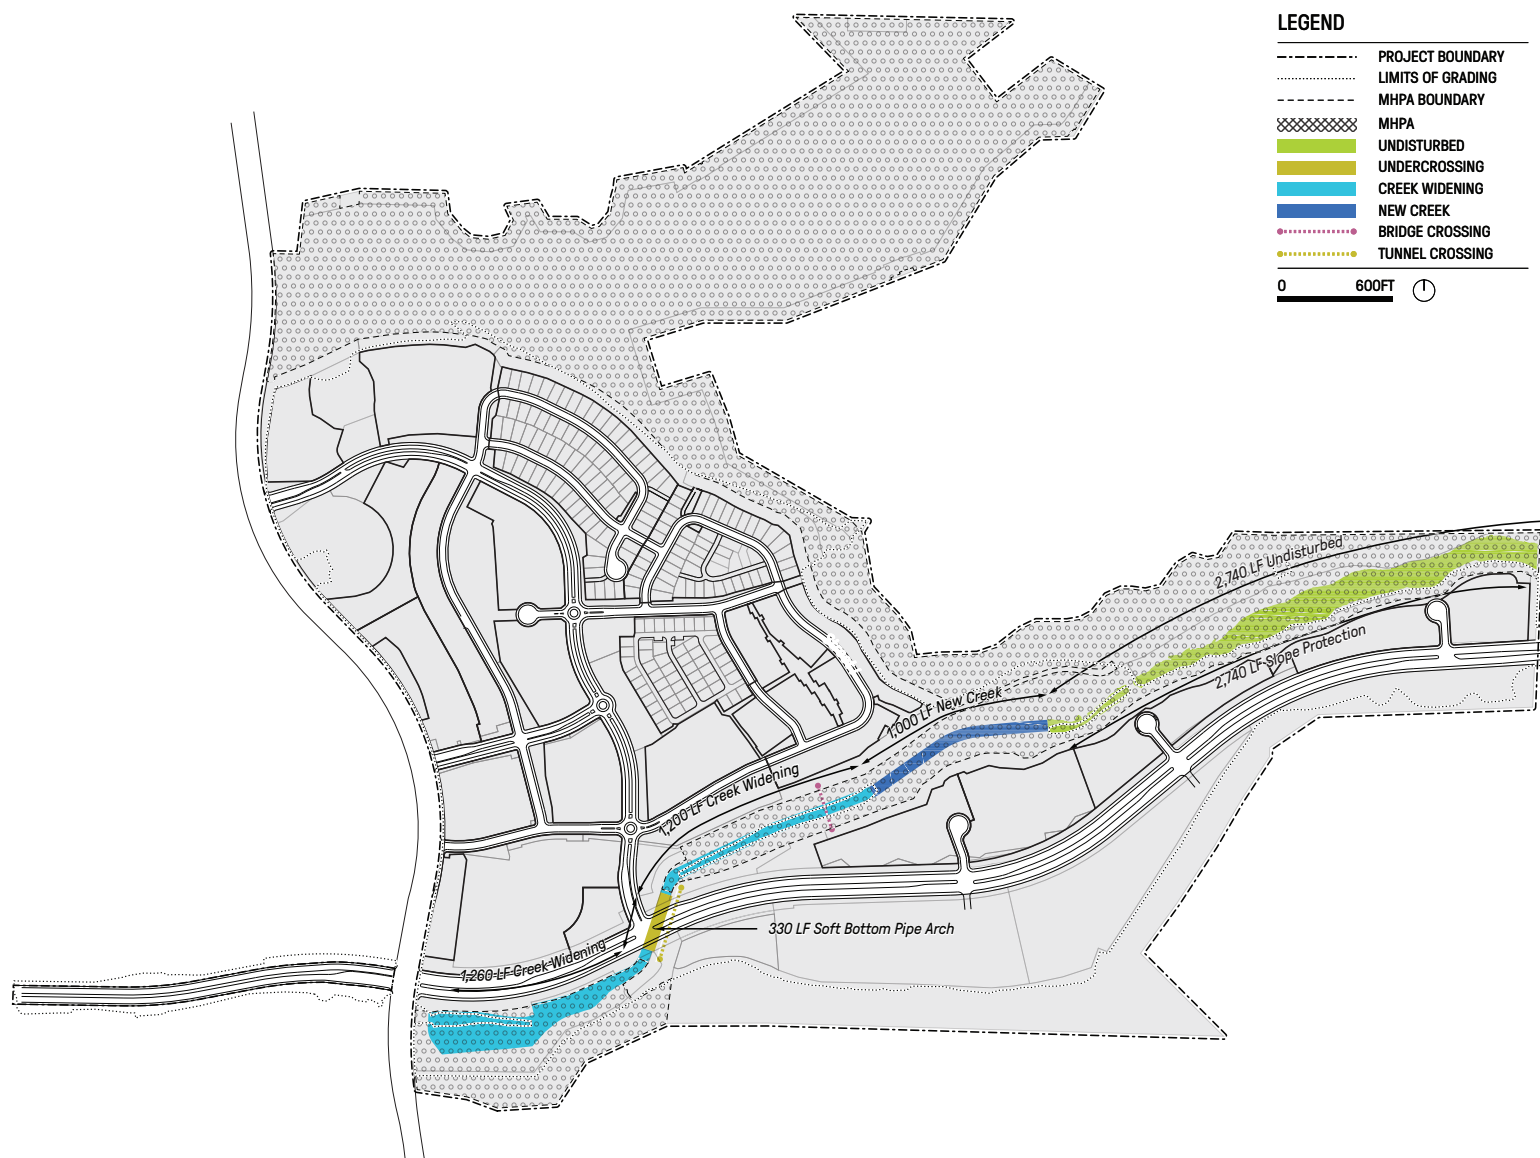 LEGEND
PROJECT BOUNDARY
LIMITS OF GRADING
MHPA BOUNDARY
MHPA
UNDISTURBED
UNDERCROSSING
CREEK WIDENING
NEW CREEK
BRIDGE CROSSING
TUNNEL CROSSING
0 600FT
2,740 LF Undisturbed
2,740 LF Slope Protection
1,000 LF New Creek
1,200 LF Creek Widening
330 LF Soft Bottom Pipe Arch
1,260 LF Creek Widening